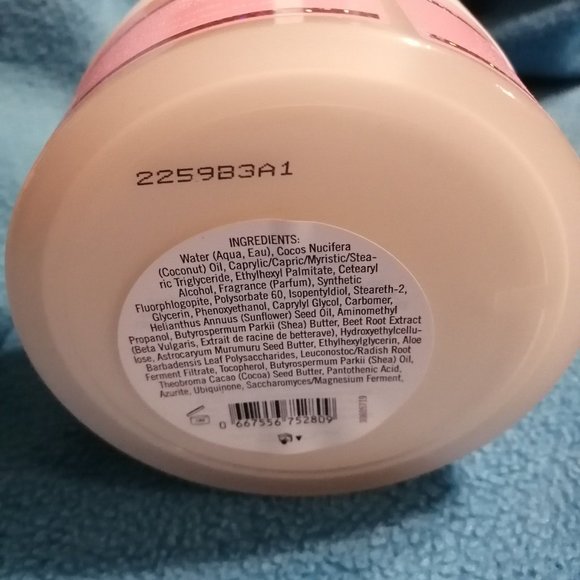 2259B3A1
INGREDIENTS:
Water (Aqua, Eau), Cocos Nucifera
(Coconut) Oil, Caprylic/Capric/Myristic/Stea-
ric Triglyceride, Ethylhexyl Palmitate, Cetearyl
Alcohol, Fragrance (Parfum), Synthetic
Fluorphlogopite, Polysorbate 60, Isopentyldiol, Steareth-2,
Glycerin, Phenoxyethanol, Caprylyl Glycol, Carbomer,
Helianthus Annuus (Sunflower) Seed Oil, Aminomethyl
Propanol, Butyrospermum Parkii (Shea) Butter, Beet Root Extract
(Beta Vulgaris, Extrait de racine de betterave), Hydroxyethylcellu-
lose, Astrocaryum Murumuru Seed Butter, Ethylhexylglycerin, Aloe
Barbadensis Leaf Polysaccharides, Leuconostoc/Radish Root
Ferment Filtrate, Tocopherol, Butyrospermum Parkii (Shea) Oil,
Theobroma Cacao (Cocoa) Seed Butter, Pantothenic Acid,
Azurite, Ubiquinone, Saccharomyces/Magnesium Ferment,
0 667556 752809